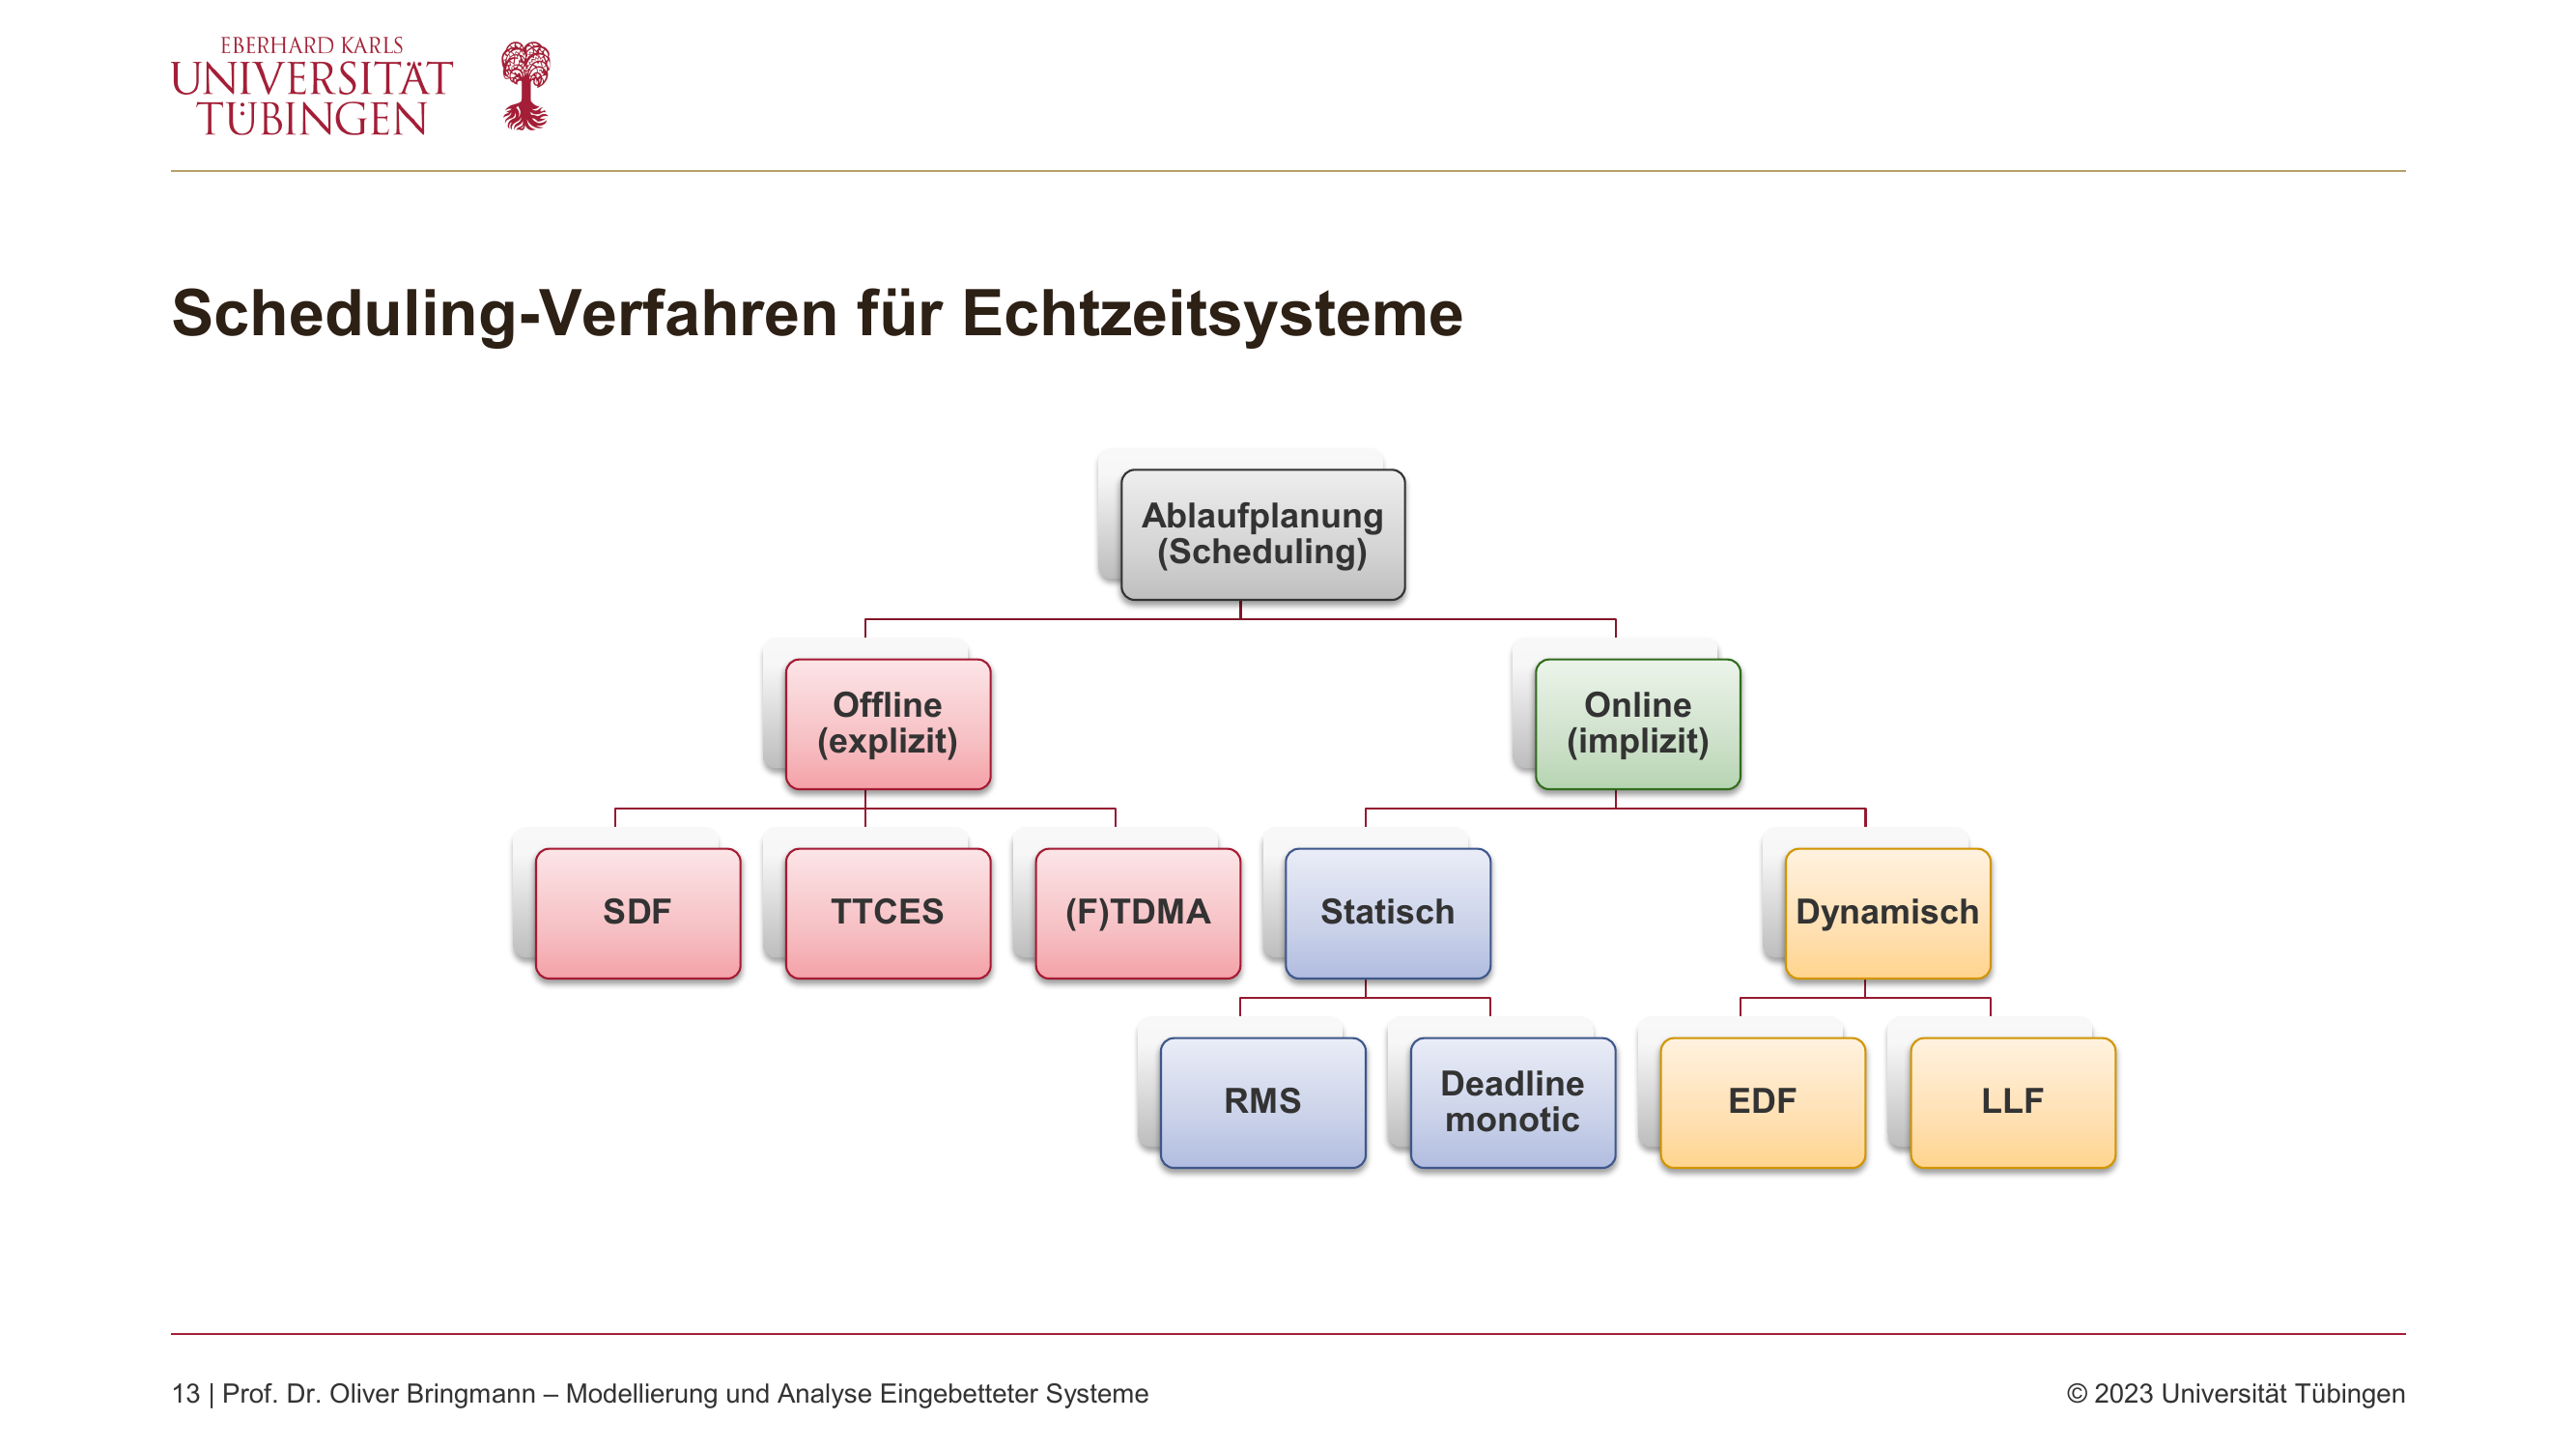 EBERHARD KARLS
UNIVERSITÄT
TÜBINGEN
Scheduling-Verfahren für Echtzeitsysteme
Ablaufplanung
(Scheduling)
Offline
(explizit)
Online
(implizit)
SDF
TTCES
(F)TDMA
Statisch
Dynamisch
RMS
Deadline
monotic
EDF
LLF
13 | Prof. Dr. Oliver Bringmann – Modellierung und Analyse Eingebetteter Systeme
© 2023 Universität Tübingen